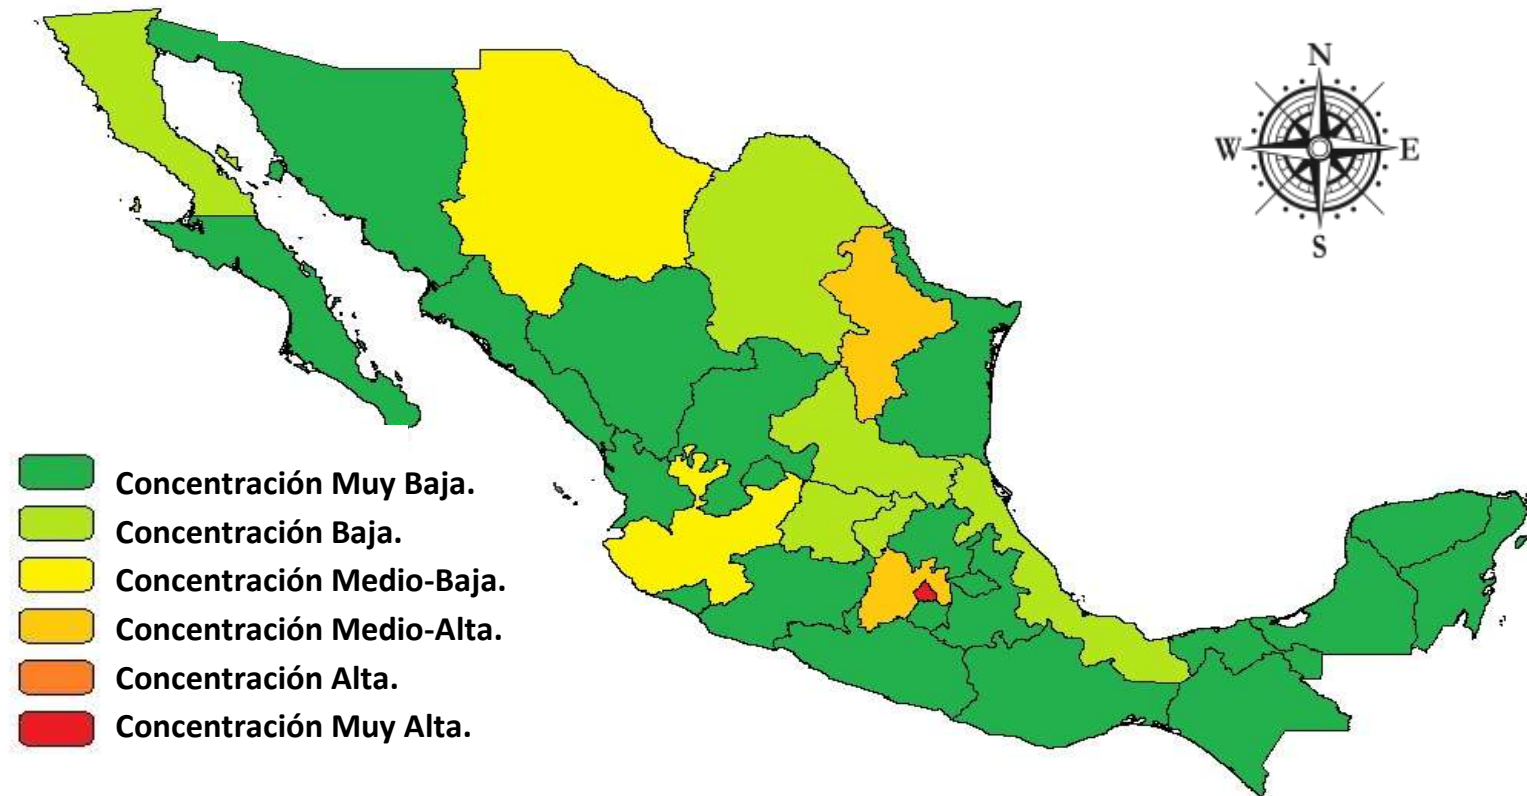 N
W E
S
Concentración Muy Baja.
Concentración Baja.
Concentración Medio-Baja.
Concentración Medio-Alta.
Concentración Alta.
Concentración Muy Alta.